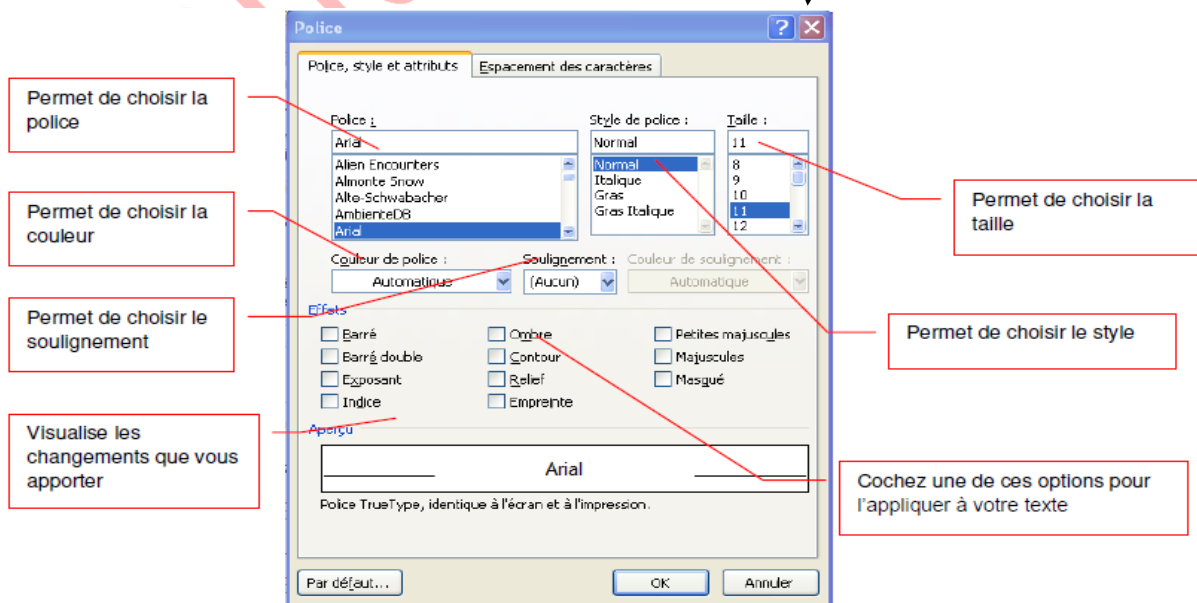 Police
Police, style et attributs
Espacement des caractères
Permet de choisir la
police
Police :
Style de police :
Taille :
Arial
Normal
11
Alien Encounters
Almonte Snow
Alte-Schwabacher
AmbienteDB
Arial
Normal
Italique
Gras
Gras Italique
8
9
10
11
12
Permet de choisir la
taille
Permet de choisir la
couleur
Couleur de police :
Soulignement :
Couleur de soulignement :
Automatique
(Aucun)
Automatique
Permet de choisir le
soulignement
Effets
Barré
Ombre
Petites majuscules
Barré double
Contour
Majuscules
Exposant
Relief
Masqué
Indice
Empreinte
Permet de choisir le style
Visualise les
changements que vous
apporter
Aperçu
Arial
Police TrueType, identique à l'écran et à l'impression.
Cochez une de ces options pour
l'appliquer à votre texte
Par défaut...
OK
Annuler